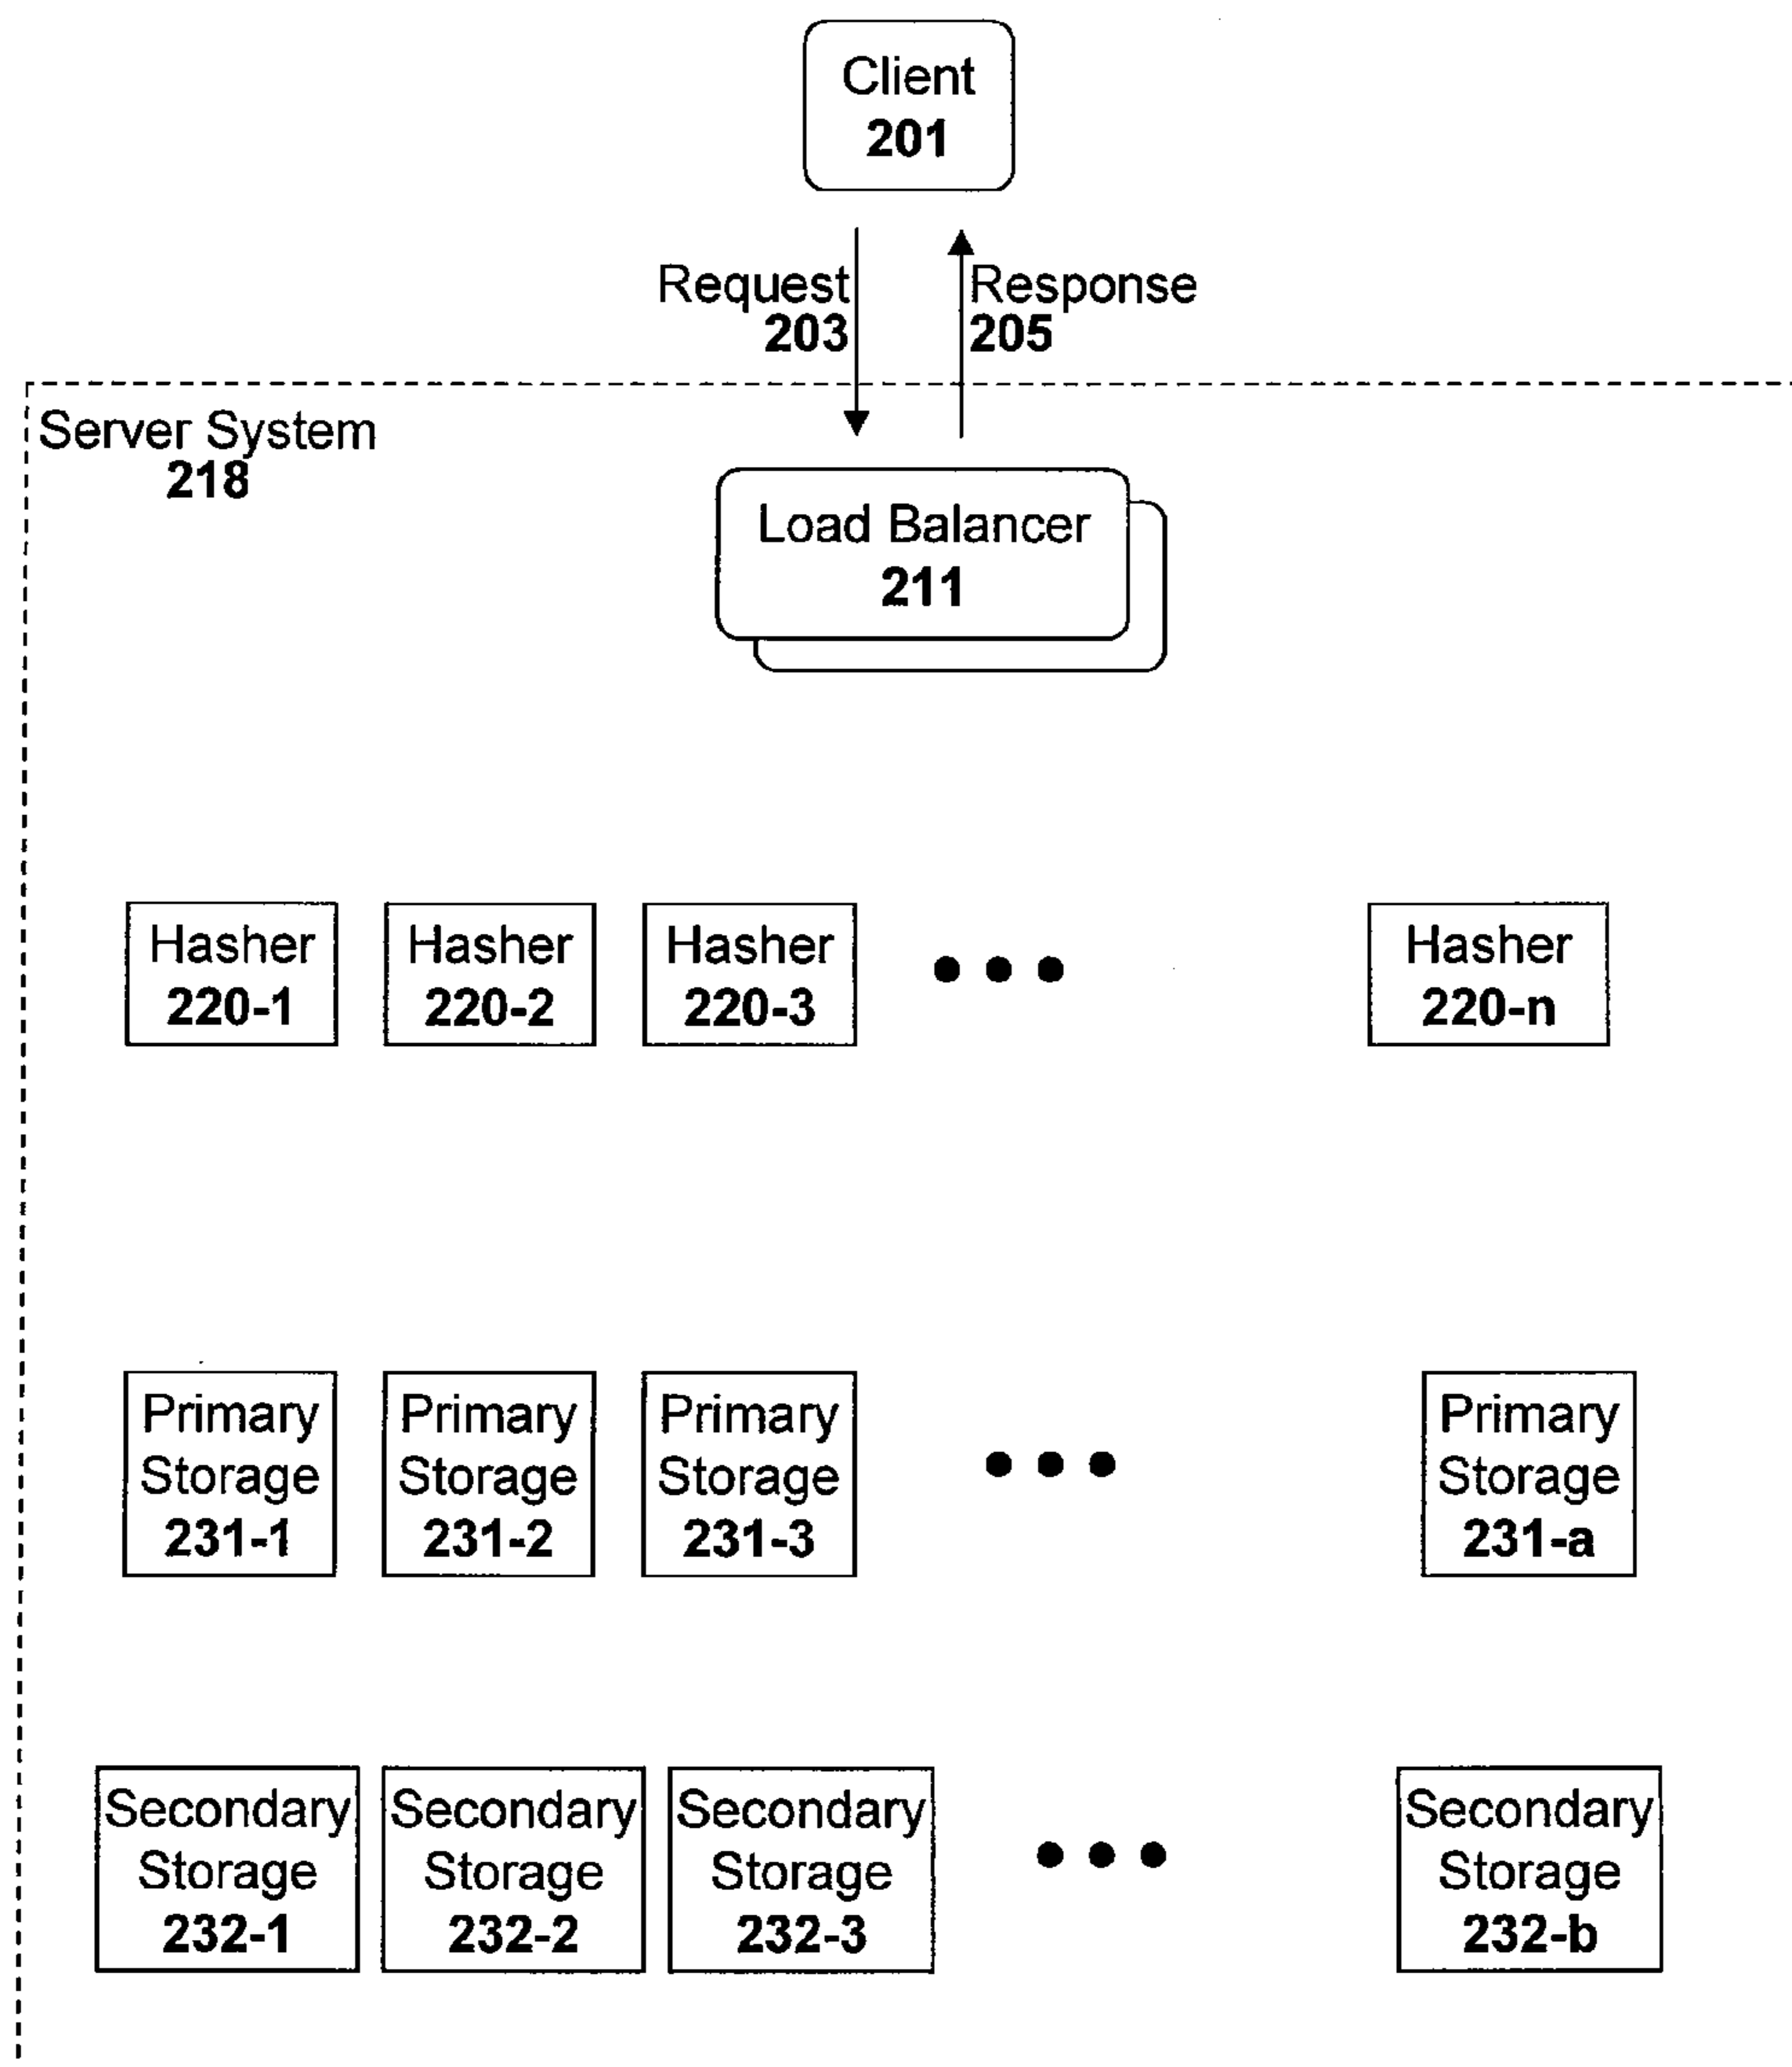 Client
201
Request
203
Response
205
Server System
218
Load Balancer
211
Hasher
220-1
Hasher
220-2
Hasher
220-3
Hasher
220-n
Primary
Storage
231-1
Primary
Storage
231-2
Primary
Storage
231-3
Primary
Storage
231-a
Secondary
Storage
232-1
Secondary
Storage
232-2
Secondary
Storage
232-3
Secondary
Storage
232-b